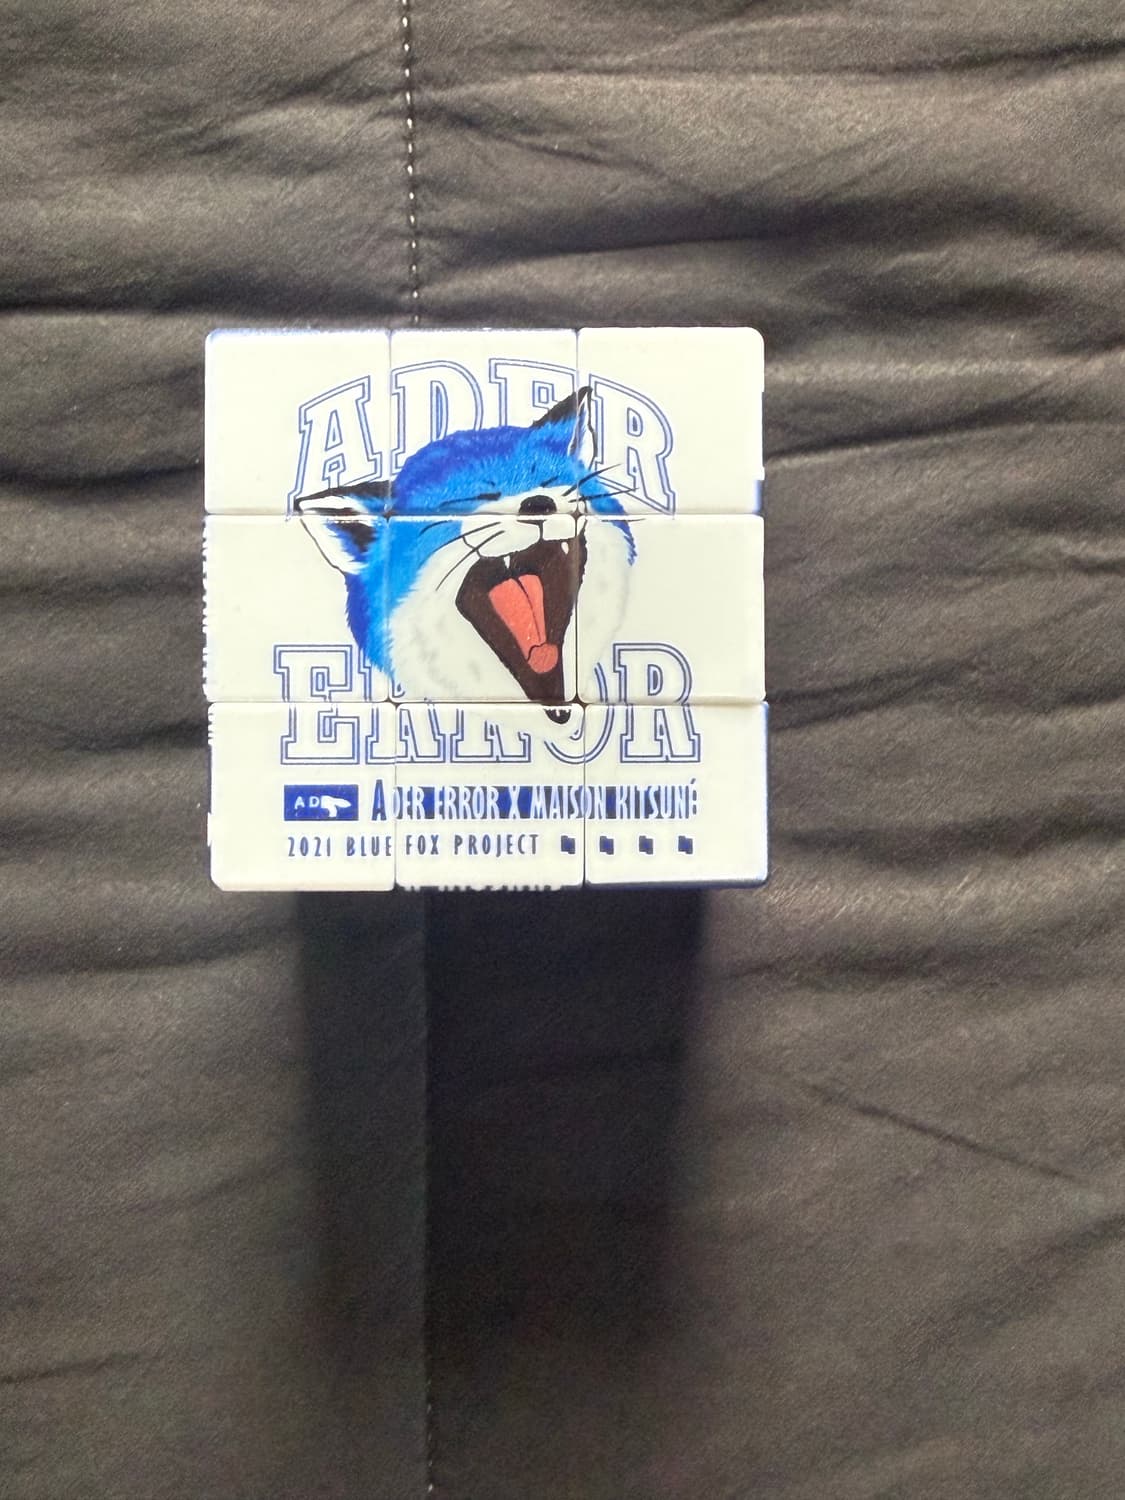 ADER
ERROR
AD
ADER ERROR X MAISON KITSUNÉ
2021 BLUE FOX PROJECT